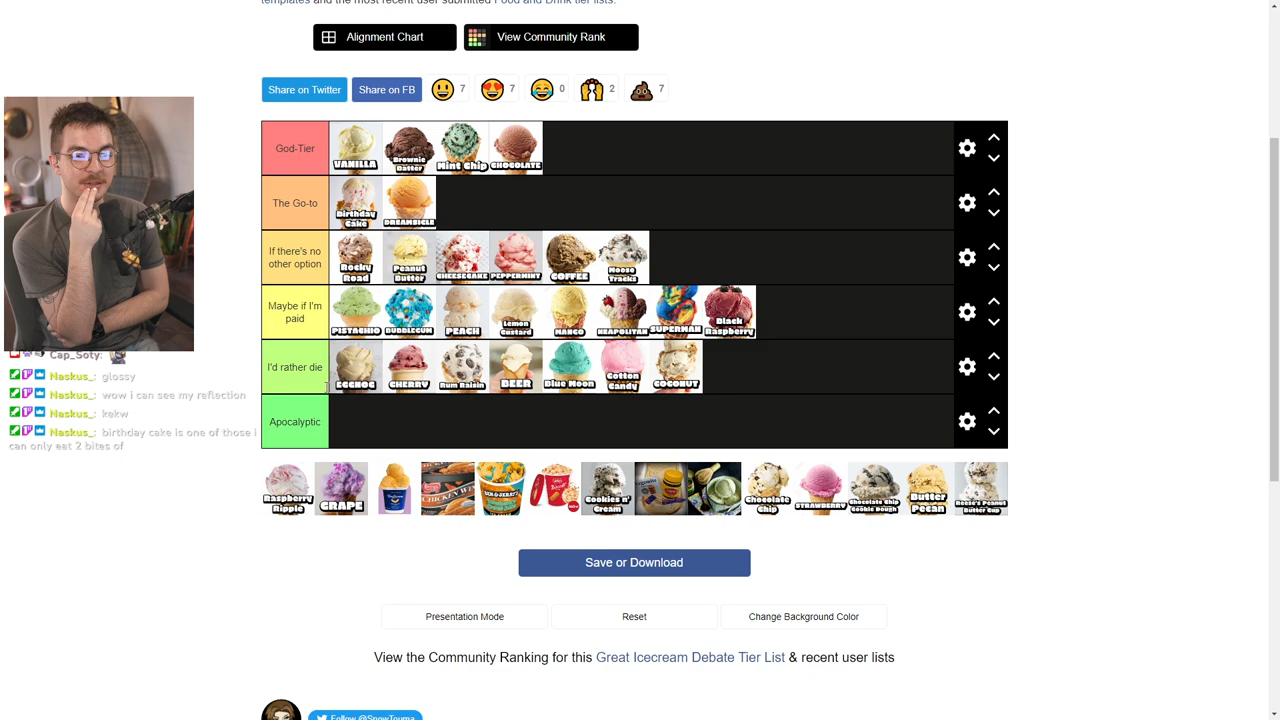 templates and the most recent user submitted Food and Drink tier lists.
Alignment Chart
View Community Rank
Share on Twitter
Share on FB
7
7
0
2
7
God-Tier
VANILLA
Brownie
Batter
Mint Chip
CHOCOLATE
The Go-to
Birthday
Cake
DREAMSICLE
If there's no
other option
Rocky
Road
Peanut
Butter
CHEESECAKE
PEPPERMINT
COFFEE
Moose
Tracks
Maybe if I'm
paid
PISTACHIO
BUBBLEGUM
PEACH
Lemon
Custard
MANGO
NEAPOLITAN
SUPERMAN
Black
Raspberry
I'd rather die
EGGNOG
CHERRY
Rum Raisin
BEER
Blue Moon
Cotton
Candy
COCONUT
Apocalyptic
Cap_Soty:
Naskus_: glossy
Naskus_: wow i can see my reflection
Naskus_: kekw
Naskus_: birthday cake is one of those i
can only eat 2 bites of
Raspberry
Ripple
GRAPE
CHICKEN WIN
BEN & JERRY'S
Cookies n'
Cream
Chocolate
Chip
STRAWBERRY
Chocolate Chip
Cookie Dough
Butter
Pecan
Reese's Peanut
Butter Cup
Save or Download
Presentation Mode
Reset
Change Background Color
View the Community Ranking for this Great Icecream Debate Tier List & recent user lists
Follow @SnowTouma